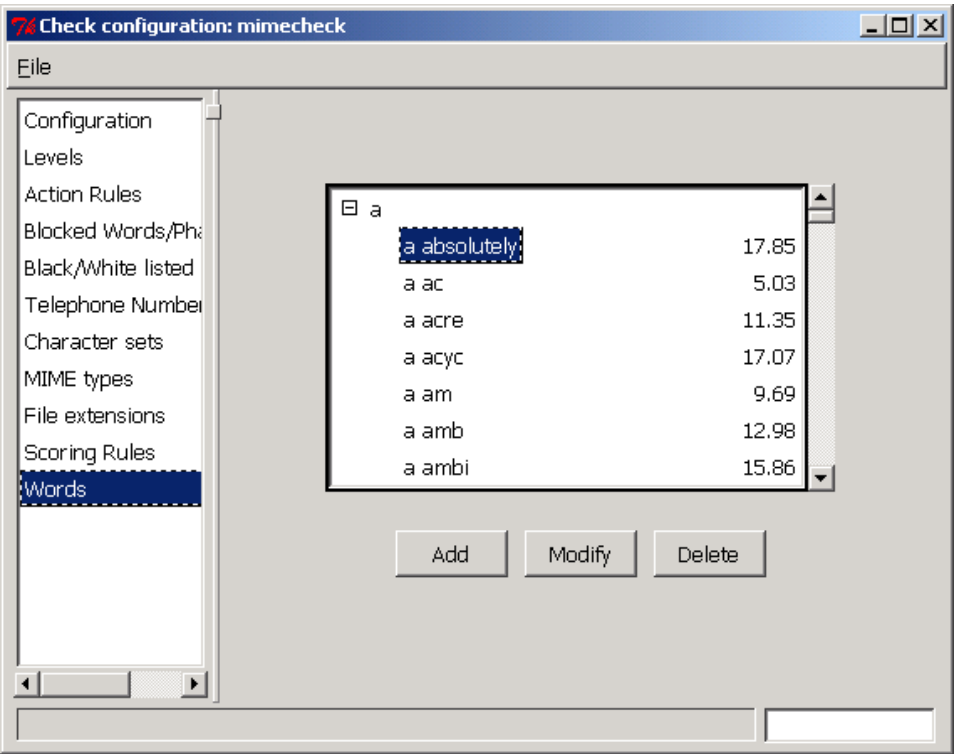 Check configuration: mimecheck
File
Configuration
Levels
Action Rules
Blocked Words/Pha
Black/White listed
Telephone Number
Character sets
MIME types
File extensions
Scoring Rules
Words
a
a absolutely 17.85
a ac 5.03
a acre 11.35
a acyc 17.07
a am 9.69
a amb 12.98
a ambi 15.86
Add Modify Delete